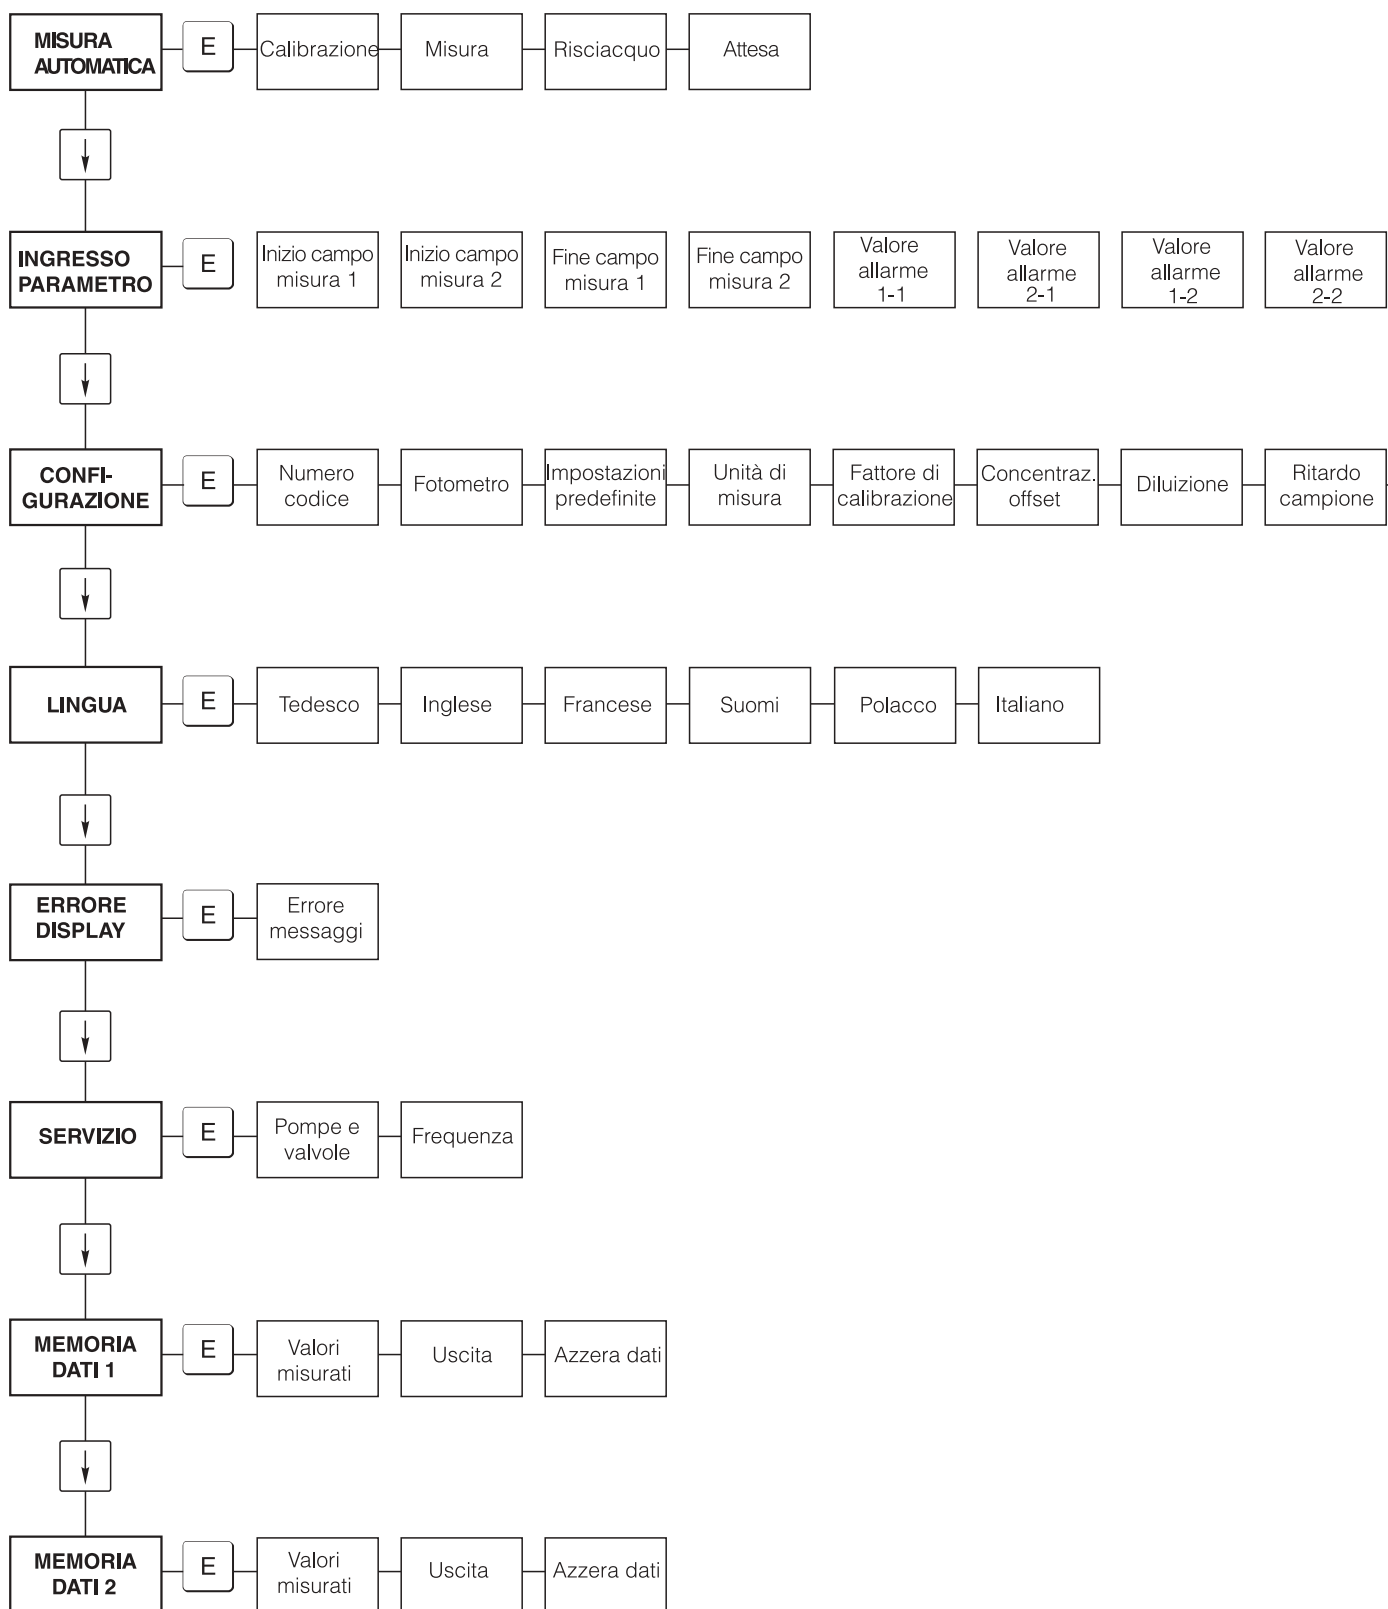 MISURA
AUTOMATICA
E
Calibrazione
Misura
Risciacquo
Attesa
↓
INGRESSO
PARAMETRO
E
Inizio campo
misura 1
Inizio campo
misura 2
Fine campo
misura 1
Fine campo
misura 2
Valore
allarme
1-1
Valore
allarme
2-1
Valore
allarme
1-2
Valore
allarme
2-2
↓
CONFI-
GURAZIONE
E
Numero
codice
Fotometro
Impostazioni
predefinite
Unità di
misura
Fattore di
calibrazione
Concentraz.
offset
Diluizione
Ritardo
campione
↓
LINGUA
E
Tedesco
Inglese
Francese
Suomi
Polacco
Italiano
↓
ERRORE
DISPLAY
E
Errore
messaggi
↓
SERVIZIO
E
Pompe e
valvole
Frequenza
↓
MEMORIA
DATI 1
E
Valori
misurati
Uscita
Azzera dati
↓
MEMORIA
DATI 2
E
Valori
misurati
Uscita
Azzera dati